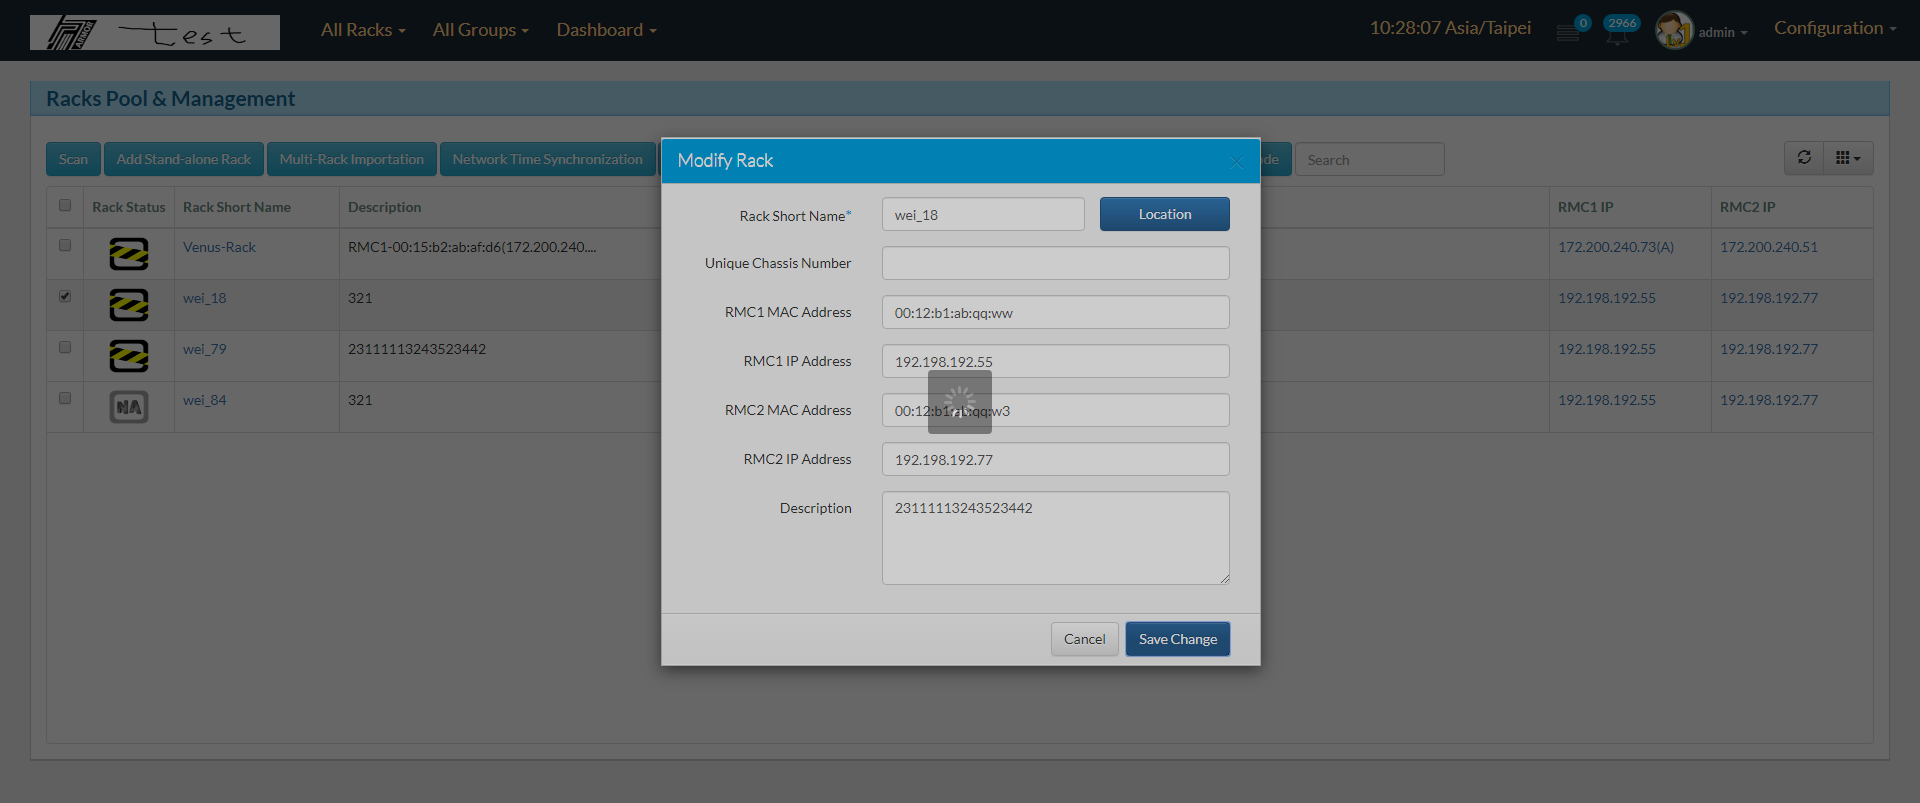 ARMOR test
All Racks All Groups Dashboard 10:28:07 Asia/Taipei 0 2966 admin Configuration
Racks Pool & Management
Scan Add Stand-alone Rack Multi-Rack Importation Network Time Synchronization Search
Rack Status Rack Short Name Description RMC1 IP RMC2 IP
Venus-Rack RMC1-00:15:b2:ab:af:d6(172.200.240.... 172.200.240.73(A) 172.200.240.51
wei_18 321 192.198.192.55 192.198.192.77
wei_79 23111113243523442 192.198.192.55 192.198.192.77
NA wei_84 321 192.198.192.55 192.198.192.77
Modify Rack
Rack Short Name* wei_18 Location
Unique Chassis Number
RMC1 MAC Address 00:12:b1:ab:qq:ww
RMC1 IP Address 192.198.192.55
RMC2 MAC Address 00:12:b1:ab:qq:w3
RMC2 IP Address 192.198.192.77
Description 23111113243523442
Cancel Save Change